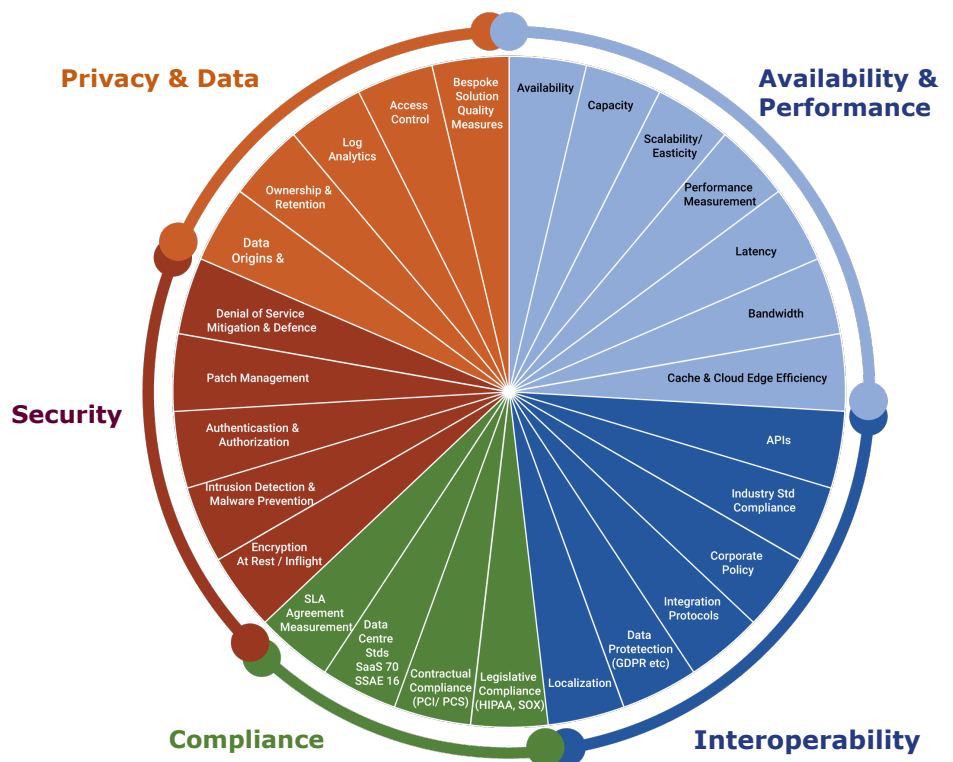 Privacy & Data
Availability &
Performance
Security
Compliance
Interoperability
Availability
Capacity
Scalability/
Easticity
Performance
Measurement
Latency
Bandwidth
Cache & Cloud Edge Efficiency
APIs
Industry Std
Compliance
Corporate
Policy
Integration
Protocols
Data
Protetection
(GDPR etc)
Localization
Legislative
Compliance
(HIPAA, SOX)
Contractual
Compliance
(PCI/ PCS)
Data
Centre
Stds
SaaS 70
SSAE 16
SLA
Agreement
Measurement
Encryption
At Rest / Inflight
Intrusion Detection &
Malware Prevention
Authenticastion &
Authorization
Patch Management
Denial of Service
Mitigation & Defence
Data
Origins &
Ownership &
Retention
Log
Analytics
Access
Control
Bespoke
Solution
Quality
Measures